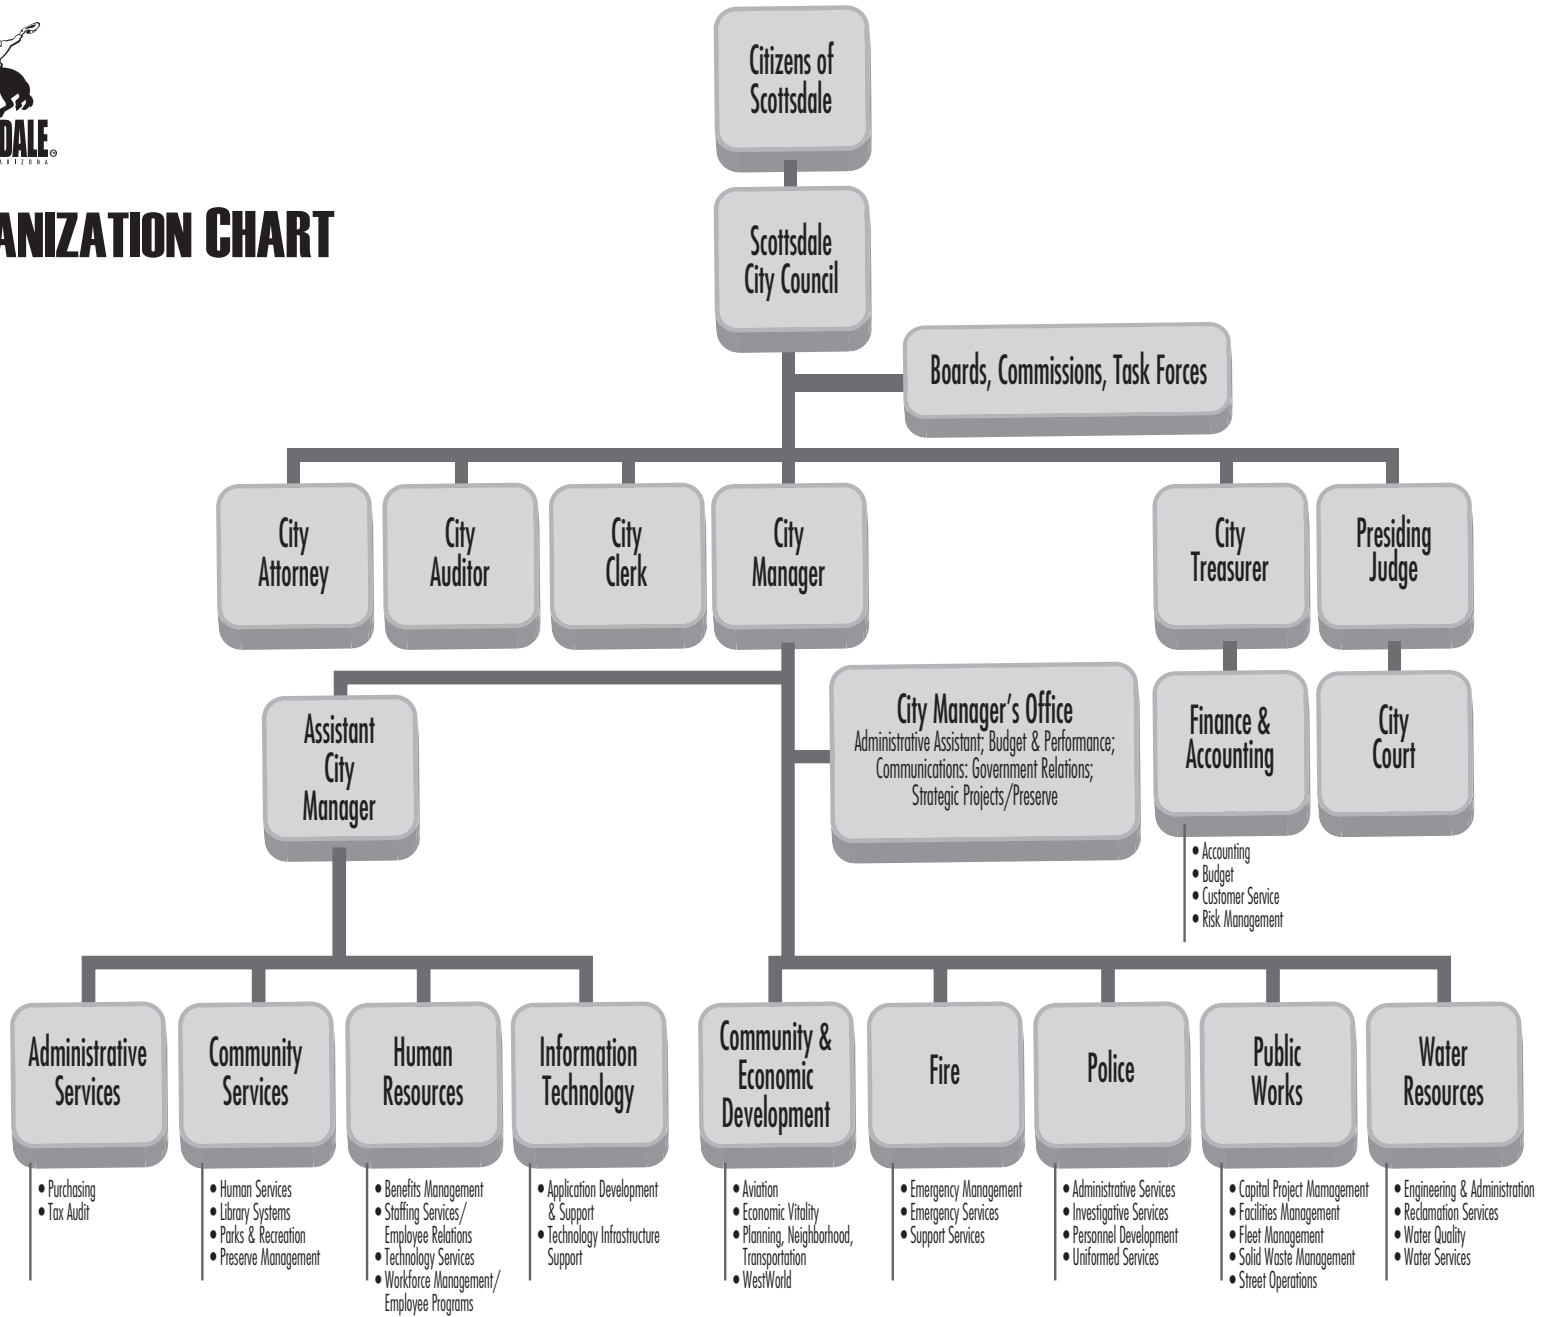 Citizens of
Scottsdale
DALE
ARIZONA
ANIZATION CHART
Scottsdale
City Council
Boards, Commissions, Task Forces
City
Attorney
City
Auditor
City
Clerk
City
Manager
City
Treasurer
Presiding
Judge
Assistant
City
Manager
City Manager's Office
Administrative Assistant; Budget & Performance;
Communications: Government Relations;
Strategic Projects/Preserve
Finance &
Accounting
City
Court
• Accounting
• Budget
• Customer Service
• Risk Management
Administrative
Services
• Purchasing
• Tax Audit
Community
Services
• Human Services
• Library Systems
• Parks & Recreation
• Preserve Management
Human
Resources
• Benefits Management
• Staffing Services/
Employee Relations
• Technology Services
• Workforce Management/
Employee Programs
Information
Technology
• Application Development
& Support
• Technology Infrastructure
Support
Community &
Economic
Development
• Aviation
• Economic Vitality
• Planning, Neighborhood,
Transportation
• WestWorld
Fire
• Emergency Management
• Emergency Services
• Support Services
Police
• Administrative Services
• Investigative Services
• Personnel Development
• Uniformed Services
Public
Works
• Capital Project Mamagement
• Facilities Management
• Fleet Management
• Solid Waste Management
• Street Operations
Water
Resources
• Engineering & Administration
• Reclamation Services
• Water Quality
• Water Services